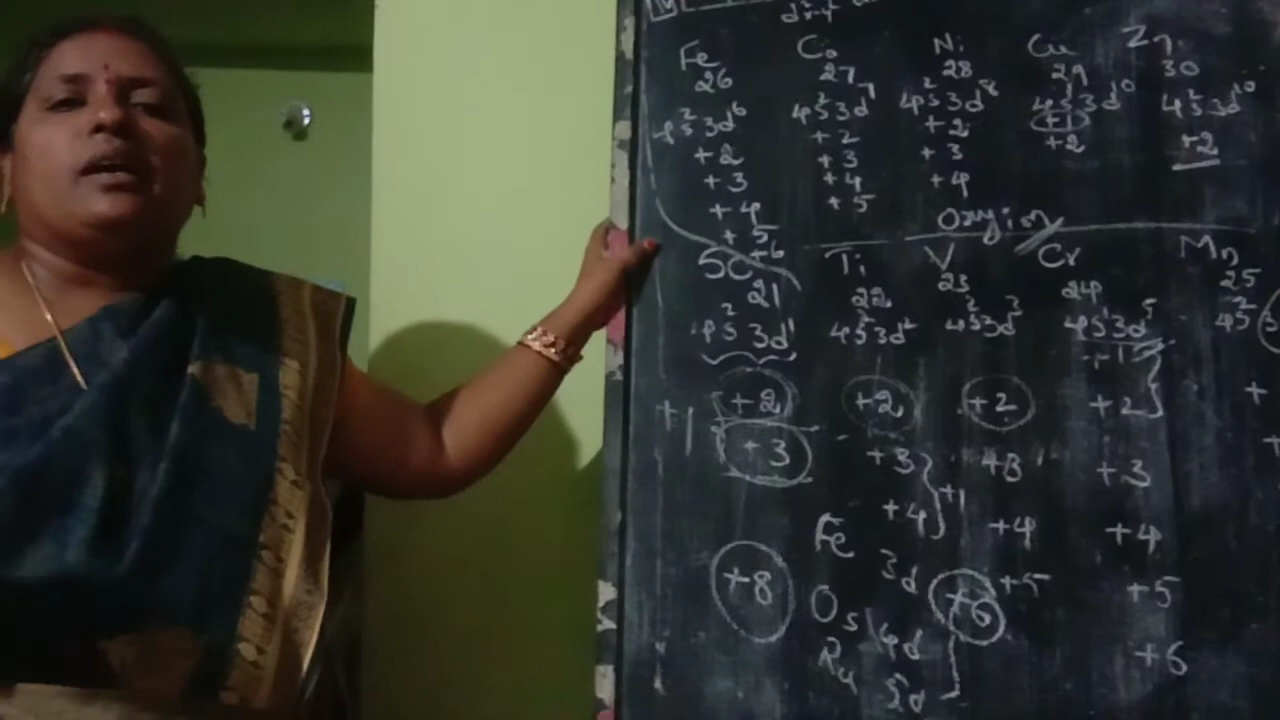 Fe Co Ni Cu Zn
26 27 28 29 30
4s² 3d⁶ 4s² 3d⁷ 4s² 3d⁸ 4s¹ 3d¹⁰ 4s² 3d¹⁰
+2 +2 +2 +1 +2
+3 +3 +3 +2
+4 +4 +4
+5 +5
+6
Sc Ti V Cr Mn
21 22 23 24 25
4s² 3d¹ 4s² 3d² 4s² 3d³ 4s¹ 3d⁵ 4s²
+1
+1 +2 +2 +2 +2
+3 +3 +3 +3
+4 +1 +4 +4
Fe 3d
+8 Os 4d +6 +5 +5
Ru 5d +6